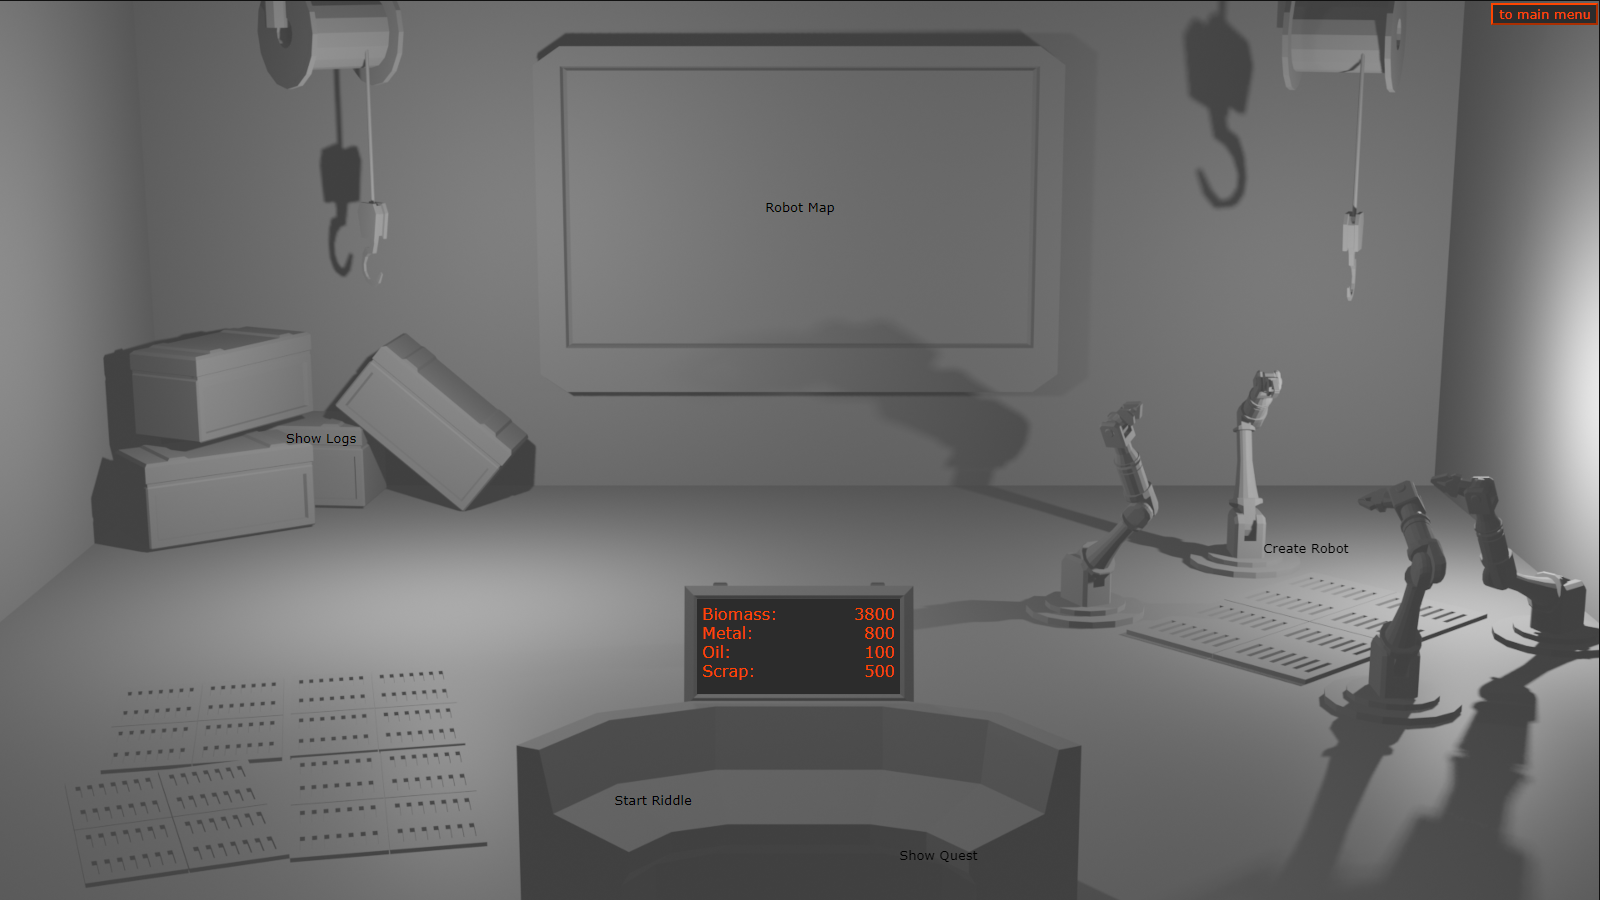 to main menu
Robot Map
Show Logs
Create Robot
Biomass: 3800
Metal: 800
Oil: 100
Scrap: 500
Start Riddle
Show Quest